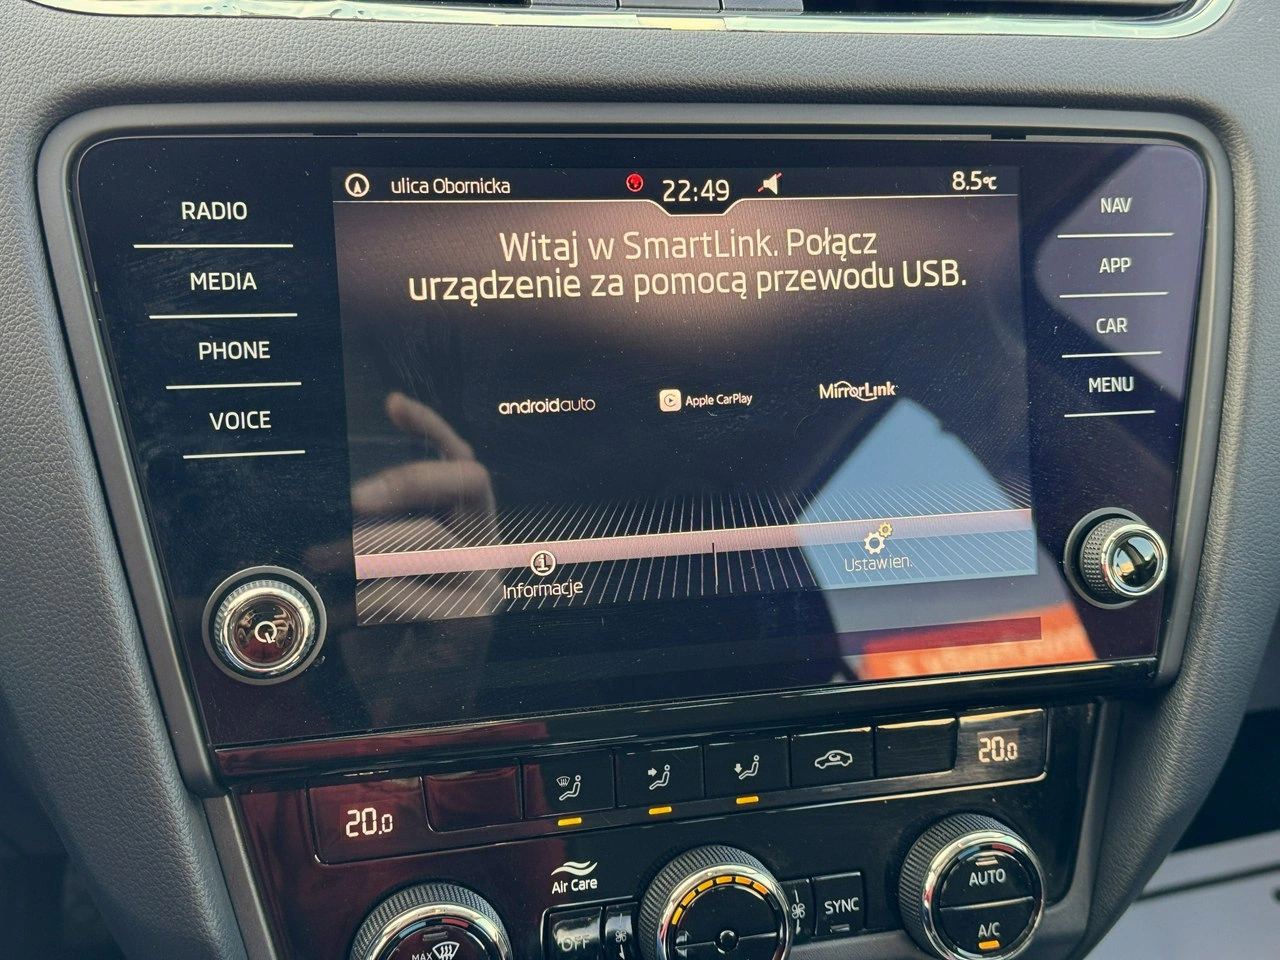 ulica Obornicka
22:49
8.5°C
RADIO
MEDIA
PHONE
VOICE
Witaj w SmartLink. Połącz
urządzenie za pomocą przewodu USB.
androidauto
Apple CarPlay
MirrorLink
Informacje
Ustawien.
NAV
APP
CAR
MENU
20.0
20.0
Air Care
OFF
SYNC
AUTO
A/C
MAX